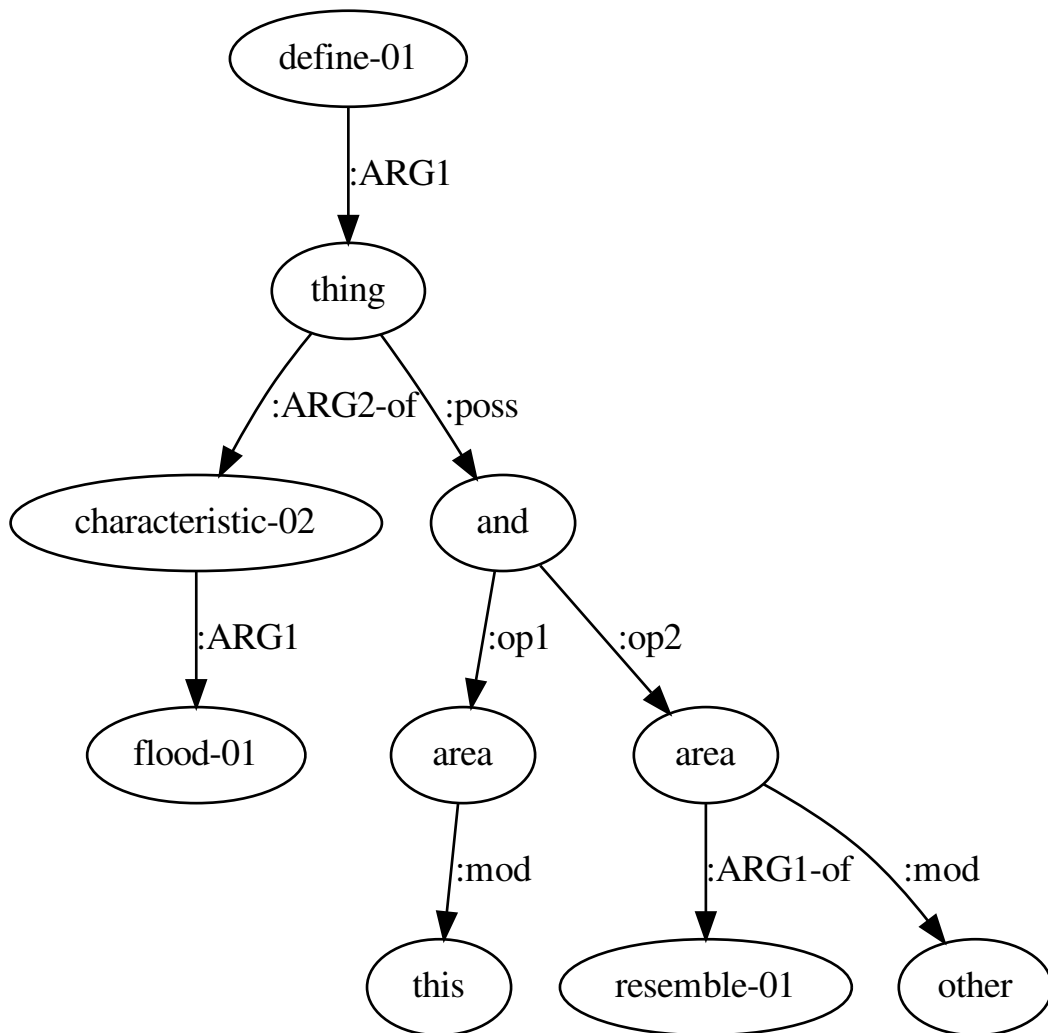 define-01
:ARG1
thing
:ARG2-of :poss
characteristic-02 and
:ARG1 :op1 :op2
flood-01 area area
:mod :ARG1-of :mod
this resemble-01 other